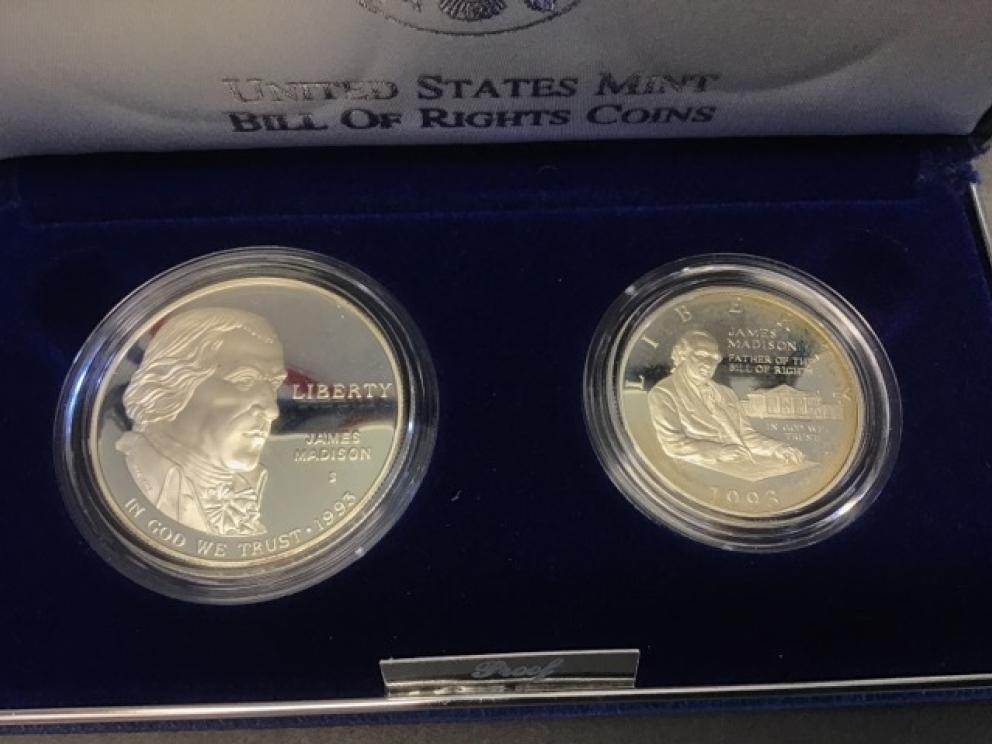 UNITED STATES MINT
BILL OF RIGHTS COINS
LIBERTY
JAMES
MADISON
S
IN GOD WE TRUST • 1993
LIBERTY
JAMES
MADISON
FATHER OF THE
BILL OF RIGHTS
IN GOD WE
TRUST
1993
Proof